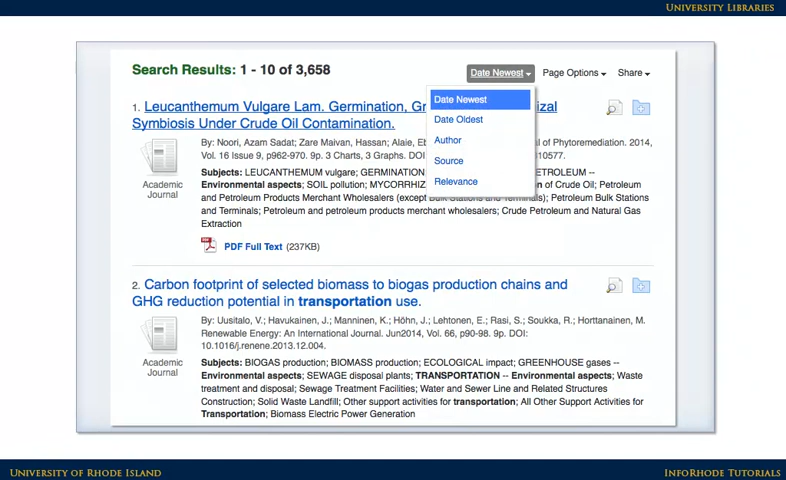 UNIVERSITY LIBRARIES
Search Results: 1 - 10 of 3,658
Date Newest
Page Options
Share
Date Newest
Date Oldest
Author
Source
Relevance
1. Leucanthemum Vulgare Lam. Germination, Gr
Symbiosis Under Crude Oil Contamination.
By: Noori, Azam Sadat; Zare Maivan, Hassan; Alaie, Eb
l of Phytoremediation. 2014,
Vol. 16 Issue 9, p962-970. 9p. 3 Charts, 3 Graphs. DOI
810577.
Subjects: LEUCANTHEMUM vulgare; GERMINATION
PETROLEUM --
Environmental aspects; SOIL pollution; MYCORRHIZ
n of Crude Oil; Petroleum
and Petroleum Products Merchant Wholesalers (except Bulk Stations and Terminals); Petroleum Bulk Stations
and Terminals; Petroleum and petroleum products merchant wholesalers; Crude Petroleum and Natural Gas
Extraction
Academic
Journal
PDF Full Text (237KB)
2. Carbon footprint of selected biomass to biogas production chains and
GHG reduction potential in transportation use.
By: Uusitalo, V.; Havukainen, J.; Manninen, K.; Höhn, J.; Lehtonen, E.; Rasi, S.; Soukka, R.; Horttanainen, M.
Renewable Energy: An International Journal. Jun2014, Vol. 66, p90-98. 9p. DOI:
10.1016/j.renene.2013.12.004.
Subjects: BIOGAS production; BIOMASS production; ECOLOGICAL impact; GREENHOUSE gases --
Environmental aspects; SEWAGE disposal plants; TRANSPORTATION -- Environmental aspects; Waste
treatment and disposal; Sewage Treatment Facilities; Water and Sewer Line and Related Structures
Construction; Solid Waste Landfill; Other support activities for transportation; All Other Support Activities for
Transportation; Biomass Electric Power Generation
Academic
Journal
UNIVERSITY OF RHODE ISLAND
INFORHODE TUTORIALS